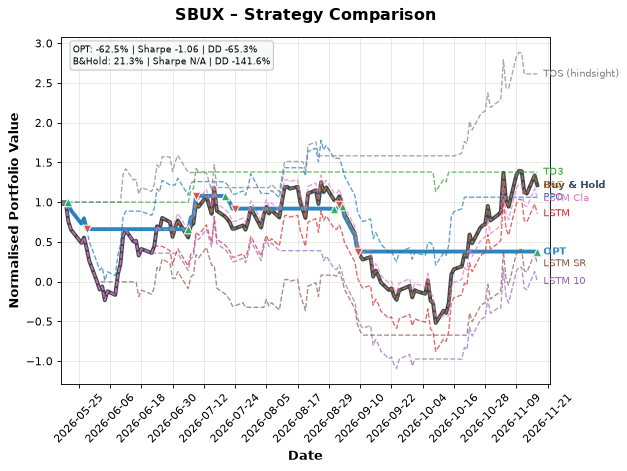 SBUX – Strategy Comparison
OPT: -62.5% | Sharpe -1.06 | DD -65.3%
B&Hold: 21.3% | Sharpe N/A | DD -141.6%
Normalised Portfolio Value
3.0
2.5
2.0
1.5
1.0
0.5
0.0
−0.5
−1.0
TOS (hindsight)
TD3
Buy & Hold
LSTM
OPT
LSTM SR
LSTM 10
2026-05-25
2026-06-06
2026-06-18
2026-06-30
2026-07-12
2026-07-24
2026-08-05
2026-08-17
2026-08-29
2026-09-10
2026-09-22
2026-10-04
2026-10-16
2026-10-28
2026-11-09
2026-11-21
Date